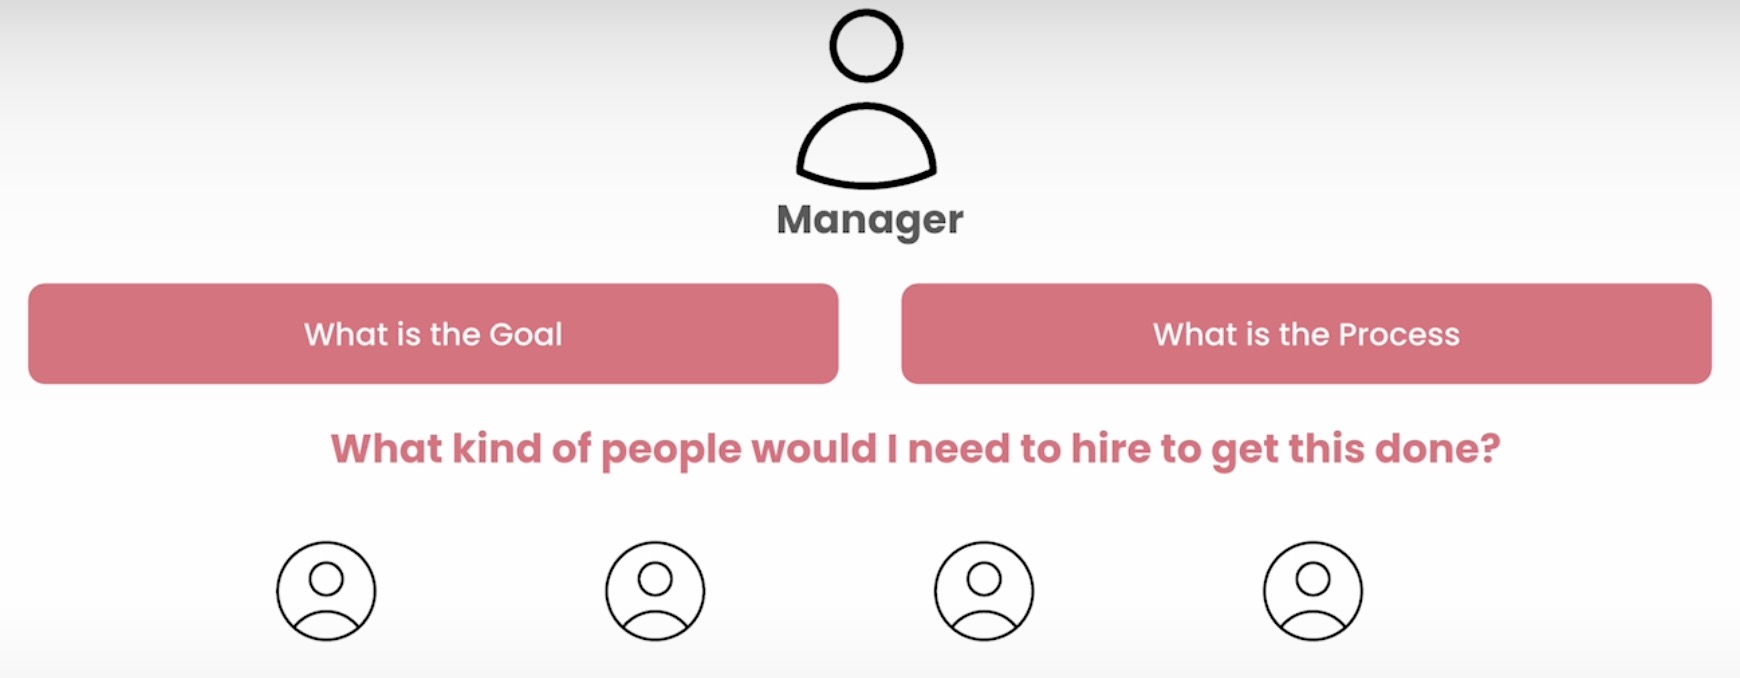 Manager
What is the Goal
What is the Process
What kind of people would I need to hire to get this done?